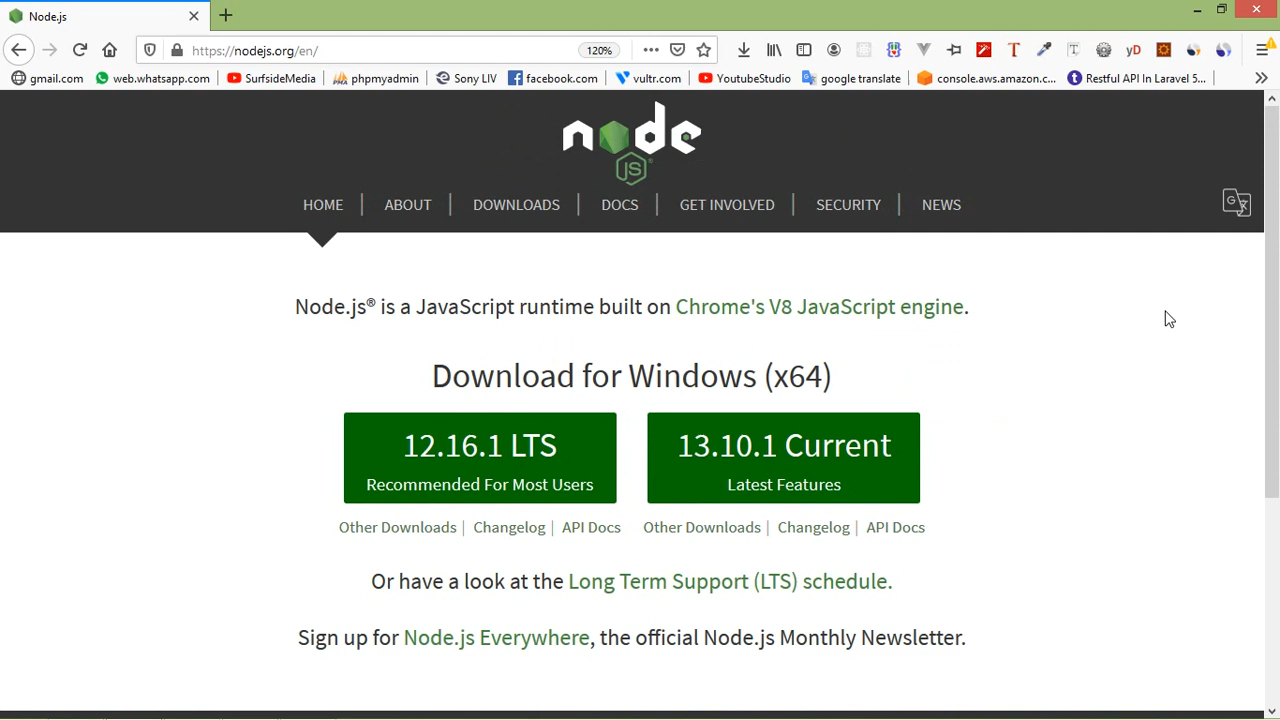 Node.js
https://nodejs.org/en/
120%
gmail.com
web.whatsapp.com
SurfsideMedia
phpmyadmin
Sony LIV
facebook.com
vultr.com
YoutubeStudio
google translate
console.aws.amazon.c...
Restful API In Laravel 5...
node
JS
HOME | ABOUT | DOWNLOADS | DOCS | GET INVOLVED | SECURITY | NEWS
Node.js® is a JavaScript runtime built on Chrome's V8 JavaScript engine.
Download for Windows (x64)
12.16.1 LTS
Recommended For Most Users
13.10.1 Current
Latest Features
Other Downloads | Changelog | API Docs
Other Downloads | Changelog | API Docs
Or have a look at the Long Term Support (LTS) schedule.
Sign up for Node.js Everywhere, the official Node.js Monthly Newsletter.